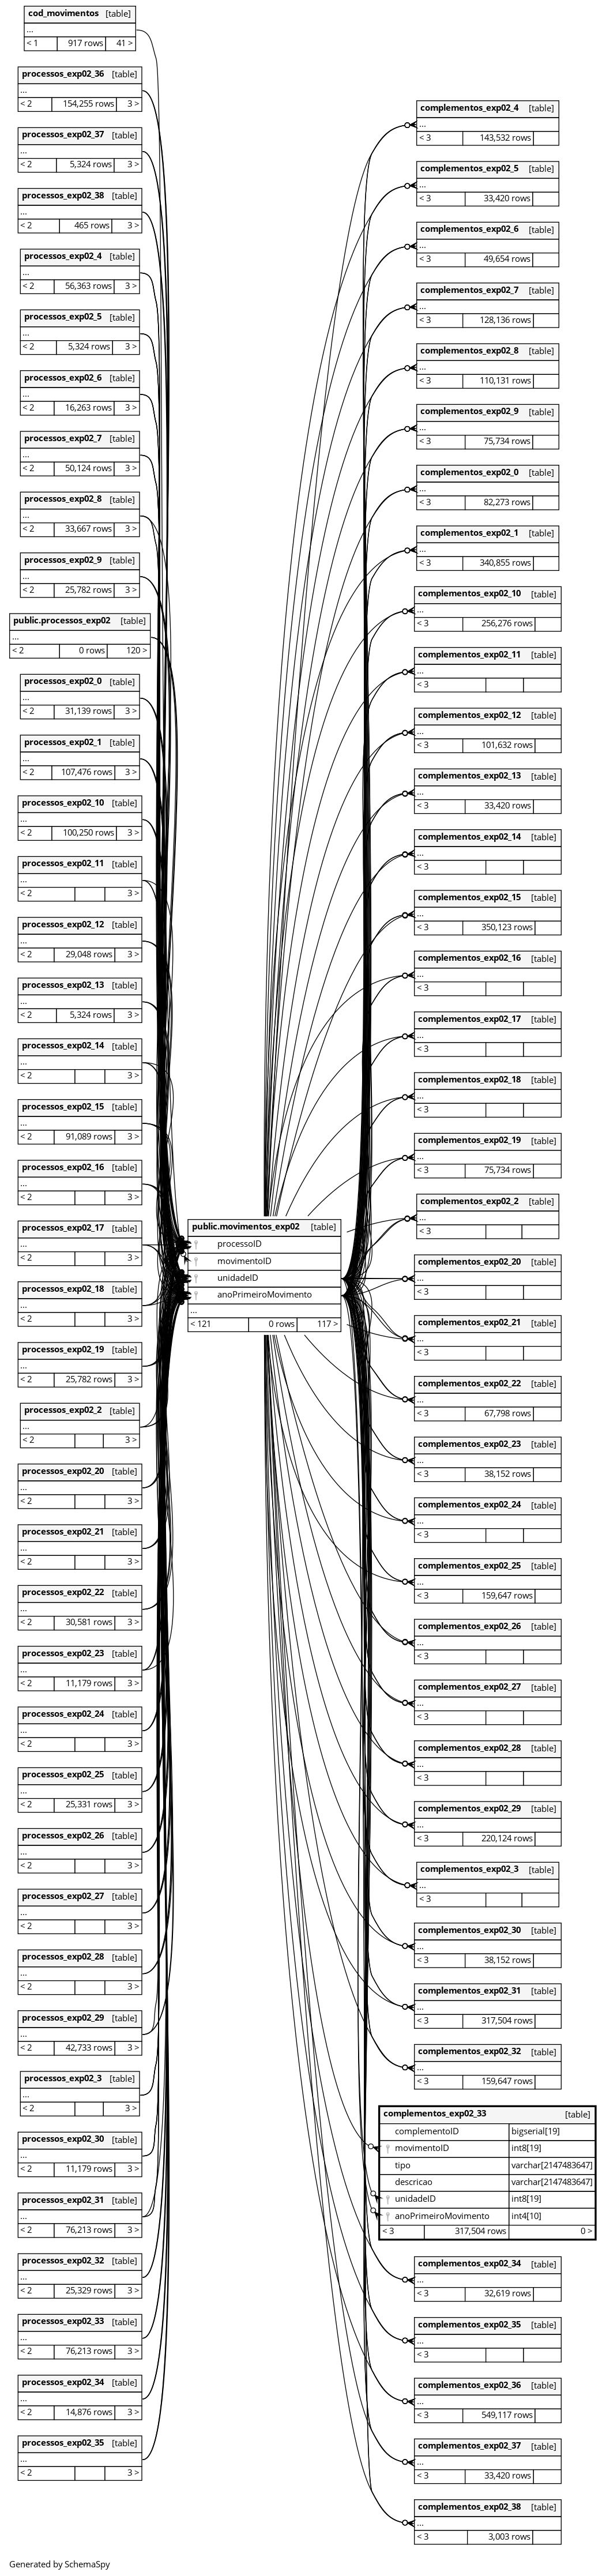 cod_movimentos [table]
...
< 1 917 rows 41 >
processos_exp02_36 [table]
...
< 2 154,255 rows 3 >
processos_exp02_37 [table]
...
< 2 5,324 rows 3 >
processos_exp02_38 [table]
...
< 2 465 rows 3 >
processos_exp02_4 [table]
...
< 2 56,363 rows 3 >
processos_exp02_5 [table]
...
< 2 5,324 rows 3 >
processos_exp02_6 [table]
...
< 2 16,263 rows 3 >
processos_exp02_7 [table]
...
< 2 50,124 rows 3 >
processos_exp02_8 [table]
...
< 2 33,667 rows 3 >
processos_exp02_9 [table]
...
< 2 25,782 rows 3 >
public.processos_exp02 [table]
...
< 2 0 rows 120 >
processos_exp02_0 [table]
...
< 2 31,139 rows 3 >
processos_exp02_1 [table]
...
< 2 107,476 rows 3 >
processos_exp02_10 [table]
...
< 2 100,250 rows 3 >
processos_exp02_11 [table]
...
< 2 3 >
processos_exp02_12 [table]
...
< 2 29,048 rows 3 >
processos_exp02_13 [table]
...
< 2 5,324 rows 3 >
processos_exp02_14 [table]
...
< 2 3 >
processos_exp02_15 [table]
...
< 2 91,089 rows 3 >
processos_exp02_16 [table]
...
< 2 3 >
processos_exp02_17 [table]
...
< 2 3 >
processos_exp02_18 [table]
...
< 2 3 >
processos_exp02_19 [table]
...
< 2 25,782 rows 3 >
processos_exp02_2 [table]
...
< 2 3 >
processos_exp02_20 [table]
...
< 2 3 >
processos_exp02_21 [table]
...
< 2 3 >
processos_exp02_22 [table]
...
< 2 30,581 rows 3 >
processos_exp02_23 [table]
...
< 2 11,179 rows 3 >
processos_exp02_24 [table]
...
< 2 3 >
processos_exp02_25 [table]
...
< 2 25,331 rows 3 >
processos_exp02_26 [table]
...
< 2 3 >
processos_exp02_27 [table]
...
< 2 3 >
processos_exp02_28 [table]
...
< 2 3 >
processos_exp02_29 [table]
...
< 2 42,733 rows 3 >
processos_exp02_3 [table]
...
< 2 3 >
processos_exp02_30 [table]
...
< 2 11,179 rows 3 >
processos_exp02_31 [table]
...
< 2 76,213 rows 3 >
processos_exp02_32 [table]
...
< 2 25,329 rows 3 >
processos_exp02_33 [table]
...
< 2 76,213 rows 3 >
processos_exp02_34 [table]
...
< 2 14,876 rows 3 >
processos_exp02_35 [table]
...
< 2 3 >
public.movimentos_exp02 [table]
processoID
movimentoID
unidadeID
anoPrimeiroMovimento
...
< 121 0 rows 117 >
complementos_exp02_4 [table]
...
< 3 143,532 rows
complementos_exp02_5 [table]
...
< 3 33,420 rows
complementos_exp02_6 [table]
...
< 3 49,654 rows
complementos_exp02_7 [table]
...
< 3 128,136 rows
complementos_exp02_8 [table]
...
< 3 110,131 rows
complementos_exp02_9 [table]
...
< 3 75,734 rows
complementos_exp02_0 [table]
...
< 3 82,273 rows
complementos_exp02_1 [table]
...
< 3 340,855 rows
complementos_exp02_10 [table]
...
< 3 256,276 rows
complementos_exp02_11 [table]
...
< 3
complementos_exp02_12 [table]
...
< 3 101,632 rows
complementos_exp02_13 [table]
...
< 3 33,420 rows
complementos_exp02_14 [table]
...
< 3
complementos_exp02_15 [table]
...
< 3 350,123 rows
complementos_exp02_16 [table]
...
< 3
complementos_exp02_17 [table]
...
< 3
complementos_exp02_18 [table]
...
< 3
complementos_exp02_19 [table]
...
< 3 75,734 rows
complementos_exp02_2 [table]
...
< 3
complementos_exp02_20 [table]
...
< 3
complementos_exp02_21 [table]
...
< 3
complementos_exp02_22 [table]
...
< 3 67,798 rows
complementos_exp02_23 [table]
...
< 3 38,152 rows
complementos_exp02_24 [table]
...
< 3
complementos_exp02_25 [table]
...
< 3 159,647 rows
complementos_exp02_26 [table]
...
< 3
complementos_exp02_27 [table]
...
< 3
complementos_exp02_28 [table]
...
< 3
complementos_exp02_29 [table]
...
< 3 220,124 rows
complementos_exp02_3 [table]
...
< 3
complementos_exp02_30 [table]
...
< 3 38,152 rows
complementos_exp02_31 [table]
...
< 3 317,504 rows
complementos_exp02_32 [table]
...
< 3 159,647 rows
complementos_exp02_33 [table]
complementoID bigserial[19]
movimentoID int8[19]
tipo varchar[2147483647]
descricao varchar[2147483647]
unidadeID int8[19]
anoPrimeiroMovimento int4[10]
< 3 317,504 rows 0 >
complementos_exp02_34 [table]
...
< 3 32,619 rows
complementos_exp02_35 [table]
...
< 3
complementos_exp02_36 [table]
...
< 3 549,117 rows
complementos_exp02_37 [table]
...
< 3 33,420 rows
complementos_exp02_38 [table]
...
< 3 3,003 rows
Generated by SchemaSpy